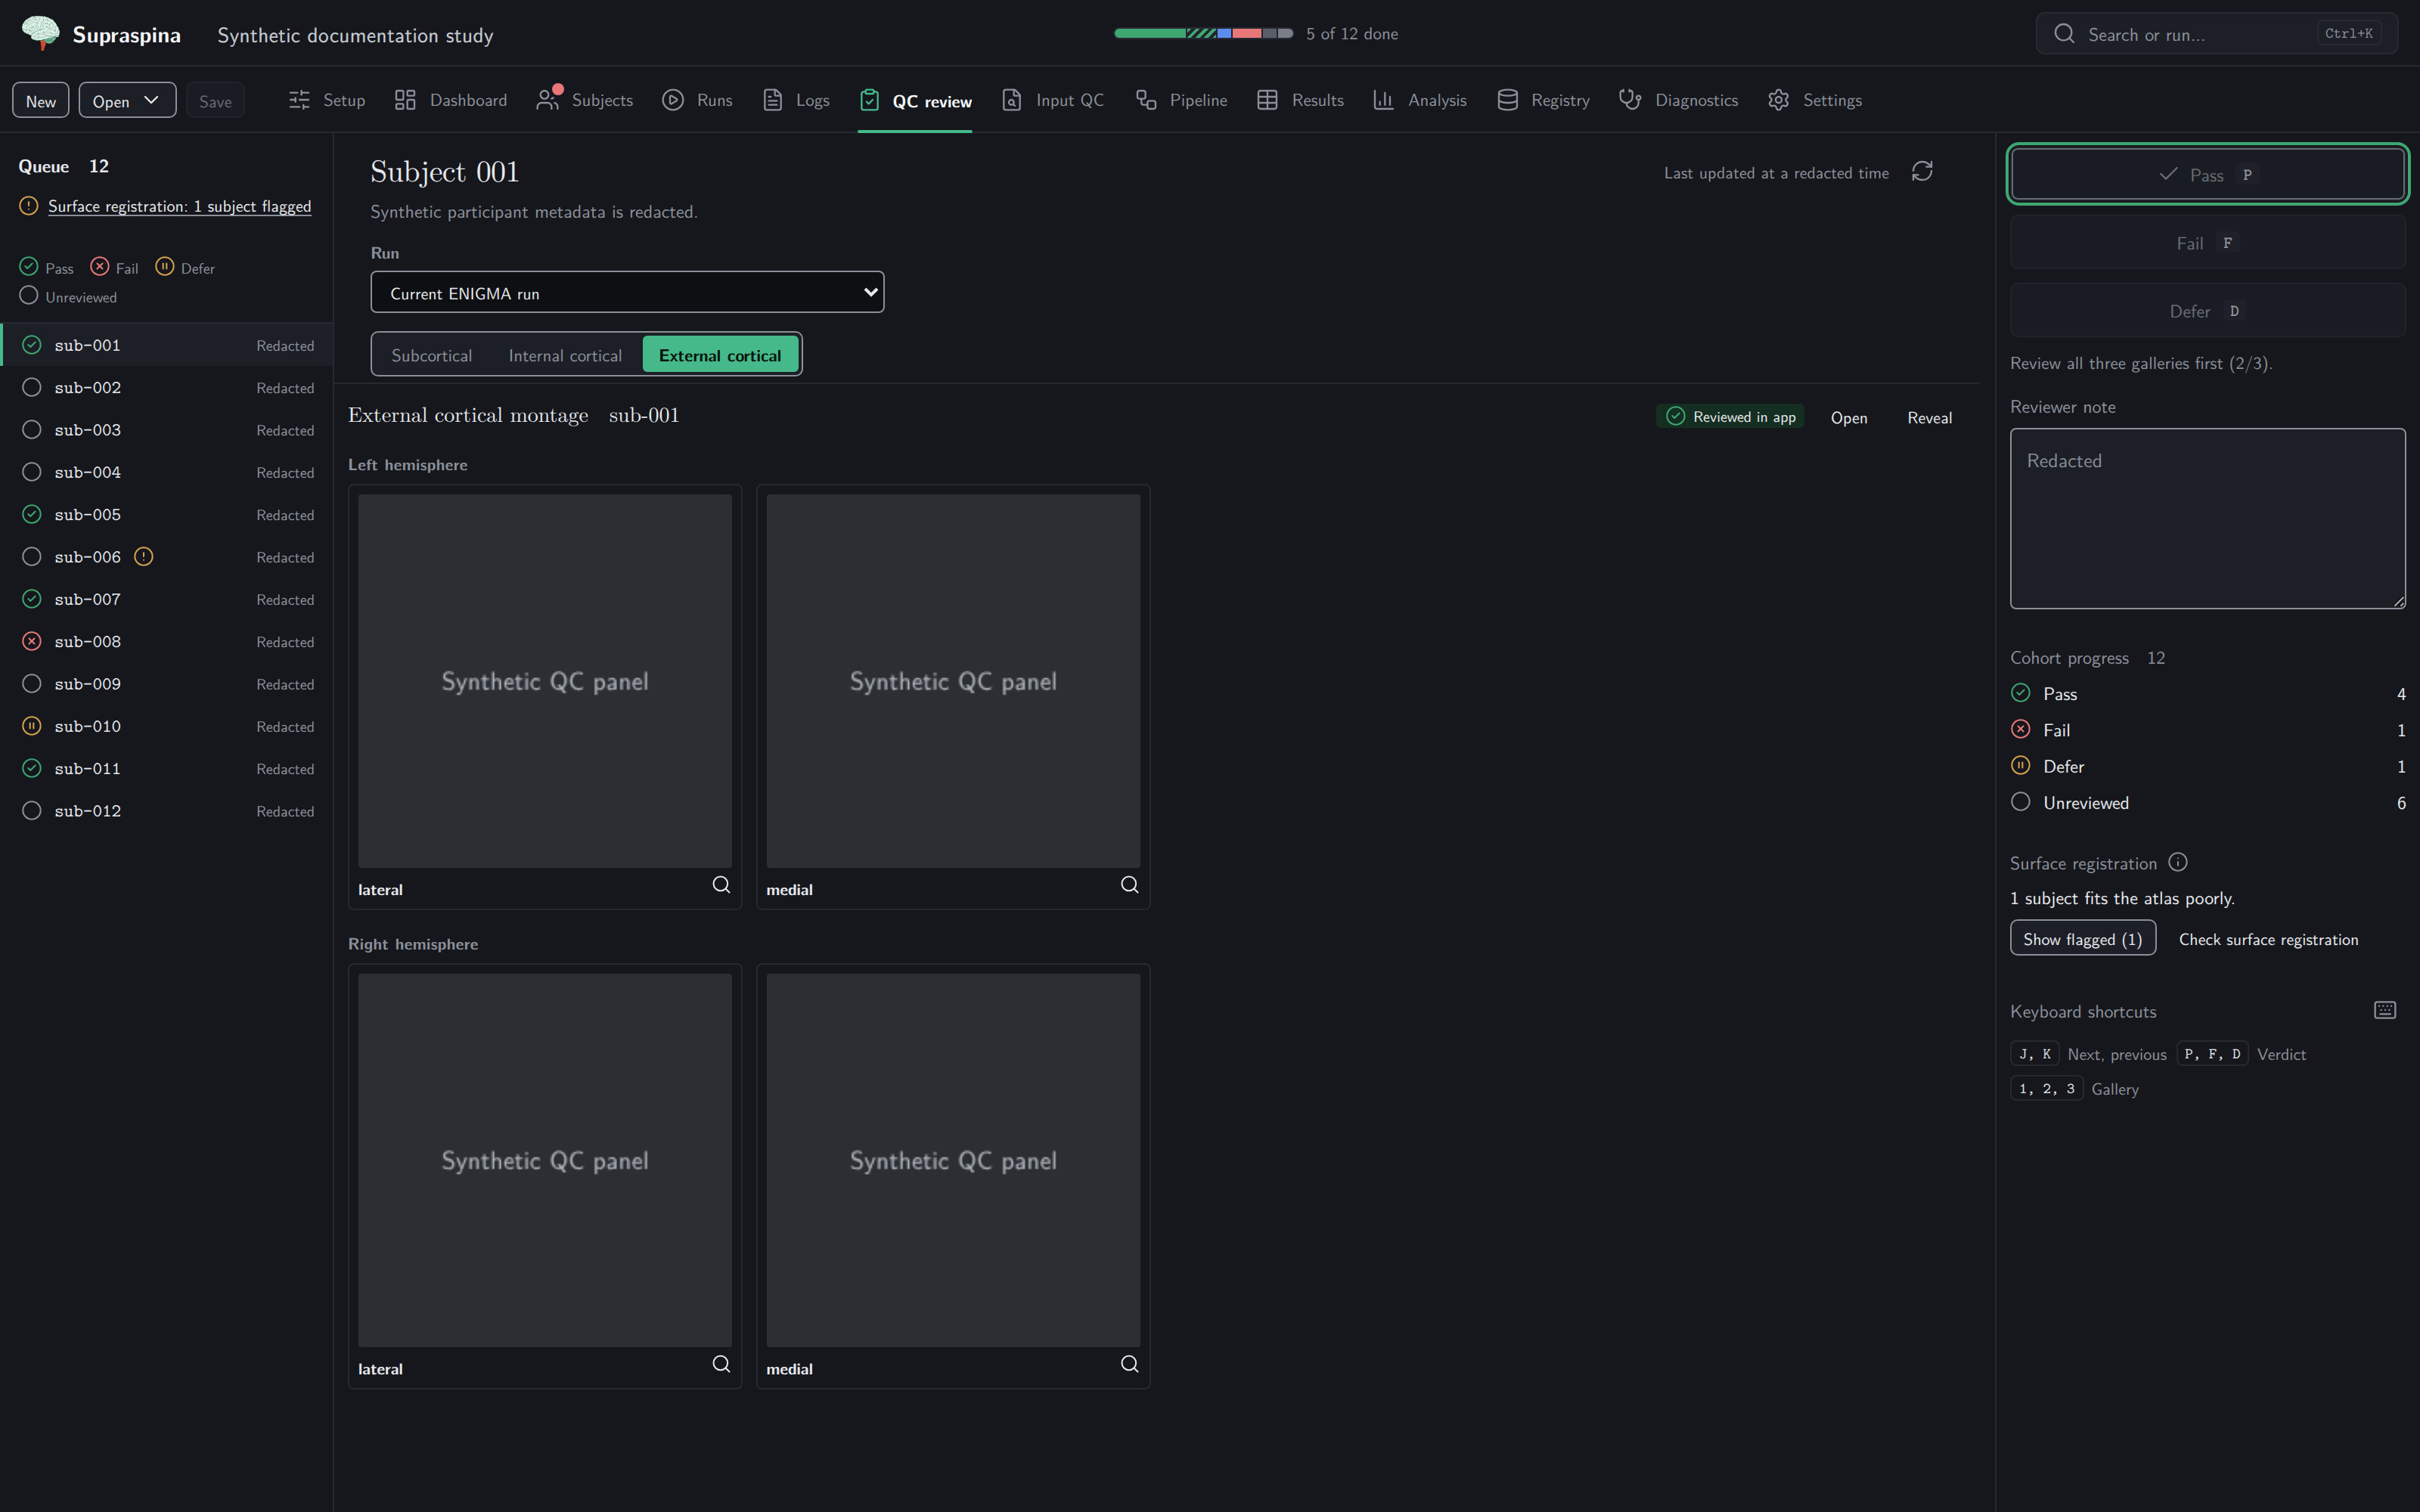 Supraspina Synthetic documentation study
5 of 12 done
Search or run... Ctrl+K
New Open Save
Setup Dashboard Subjects Runs Logs QC review Input QC Pipeline Results Analysis Registry Diagnostics Settings
Queue 12
Surface registration: 1 subject flagged
Pass Fail Defer
Unreviewed
sub-001 Redacted
sub-002 Redacted
sub-003 Redacted
sub-004 Redacted
sub-005 Redacted
sub-006 Redacted
sub-007 Redacted
sub-008 Redacted
sub-009 Redacted
sub-010 Redacted
sub-011 Redacted
sub-012 Redacted
Subject 001
Last updated at a redacted time
Synthetic participant metadata is redacted.
Run
Current ENIGMA run
Subcortical Internal cortical External cortical
External cortical montage sub-001
Reviewed in app Open Reveal
Left hemisphere
Synthetic QC panel Synthetic QC panel
lateral medial
Right hemisphere
Synthetic QC panel Synthetic QC panel
lateral medial
Pass P
Fail F
Defer D
Review all three galleries first (2/3).
Reviewer note
Redacted
Cohort progress 12
Pass 4
Fail 1
Defer 1
Unreviewed 6
Surface registration
1 subject fits the atlas poorly.
Show flagged (1) Check surface registration
Keyboard shortcuts
J, K Next, previous P, F, D Verdict
1, 2, 3 Gallery